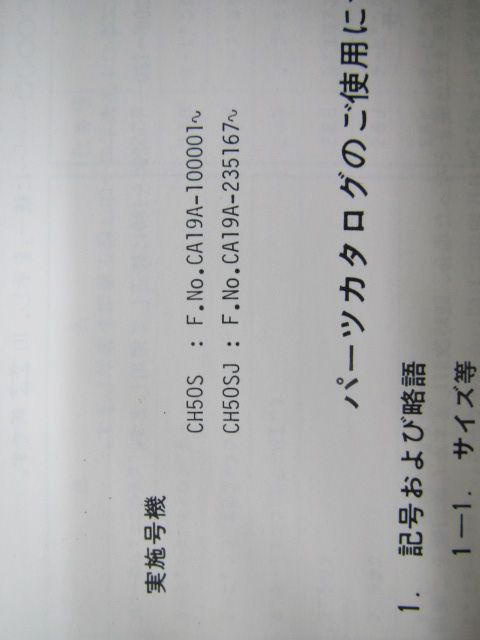 実施号機
CH50S : F.No.CA19A-100001~
CH50SJ : F.No.CA19A-235167~
パーツカタログのご使用に
1. 記号および略語
1-1. サイズ等